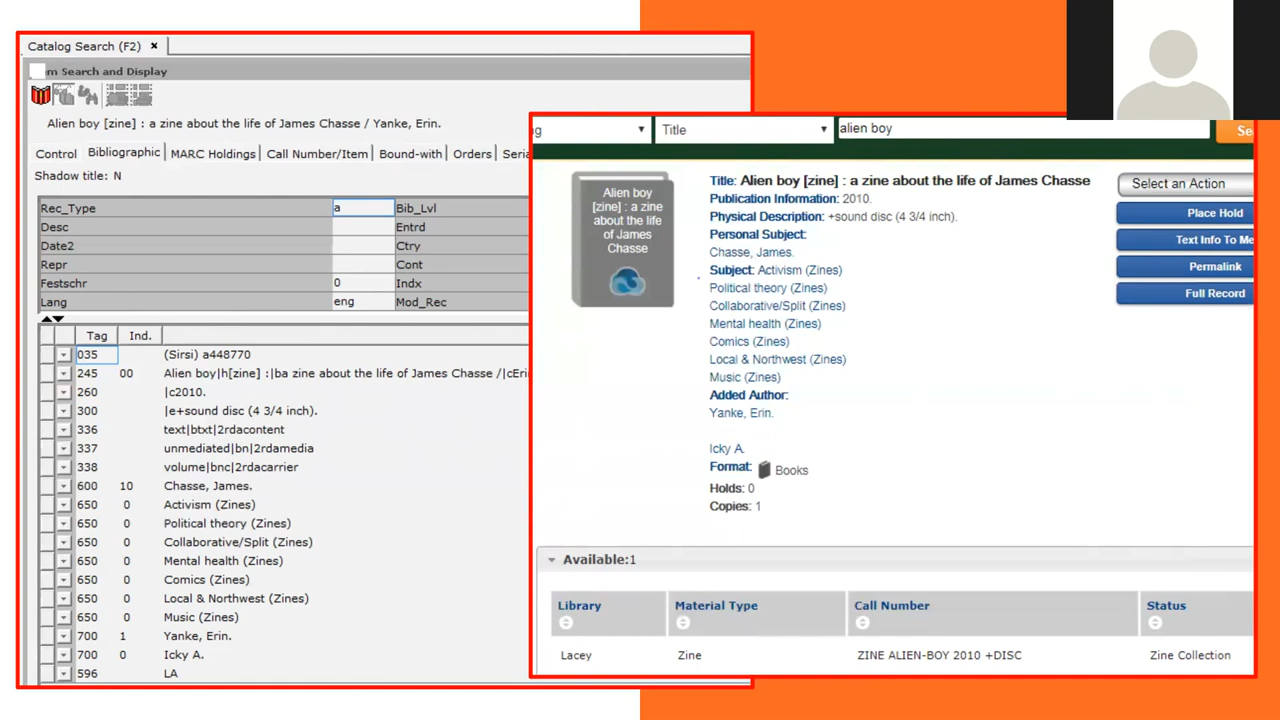 Catalog Search (F2) ×
m Search and Display
Alien boy [zine] : a zine about the life of James Chasse / Yanke, Erin.
Control Bibliographic MARC Holdings Call Number/Item Bound-with Orders
Shadow title: N
Rec_Type a Bib_Lvl
Desc Entrd
Date2 Ctry
Repr Cont
Festschr 0 Indx
Lang eng Mod_Rec
Tag Ind.
035 (Sirsi) a448770
245 00 Alien boy|h[zine] :|ba zine about the life of James Chasse /|cEri
260 |c2010.
300 |e+sound disc (4 3/4 inch).
336 text|btxt|2rdacontent
337 unmediated|bn|2rdamedia
338 volume|bnc|2rdacarrier
600 10 Chasse, James.
650 0 Activism (Zines)
650 0 Political theory (Zines)
650 0 Collaborative/Split (Zines)
650 0 Mental health (Zines)
650 0 Comics (Zines)
650 0 Local & Northwest (Zines)
650 0 Music (Zines)
700 1 Yanke, Erin.
700 0 Icky A.
596 LA
Title alien boy
Alien boy
[zine] : a zine
about the life
of James
Chasse
Title: Alien boy [zine] : a zine about the life of James Chasse
Publication Information: 2010.
Physical Description: +sound disc (4 3/4 inch).
Personal Subject:
Chasse, James.
Subject: Activism (Zines)
Political theory (Zines)
Collaborative/Split (Zines)
Mental health (Zines)
Comics (Zines)
Local & Northwest (Zines)
Music (Zines)
Added Author:
Yanke, Erin.
Icky A.
Format: Books
Holds: 0
Copies: 1
Select an Action
Place Hold
Text Info To Me
Permalink
Full Record
Available:1
Library Material Type Call Number Status
Lacey Zine ZINE ALIEN-BOY 2010 +DISC Zine Collection